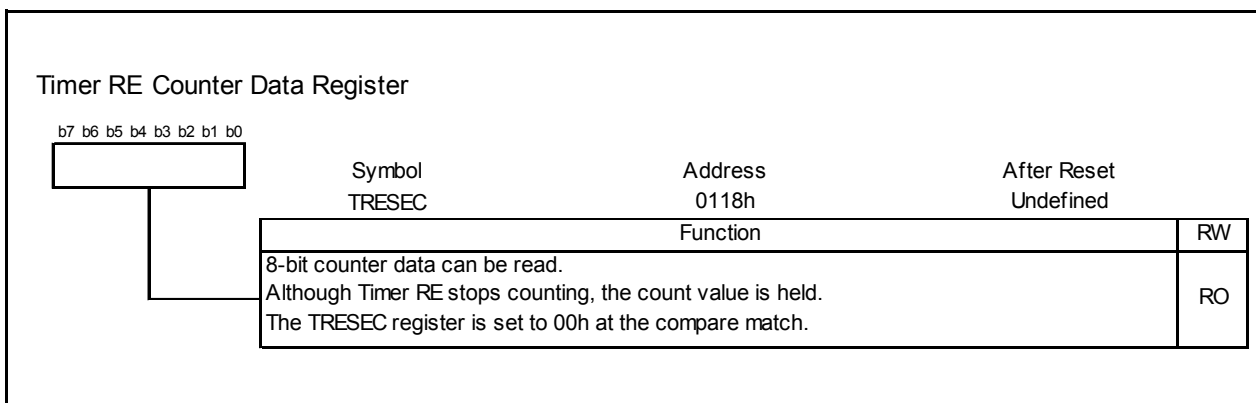 Timer RE Counter Data Register
b7 b6 b5 b4 b3 b2 b1 b0
Symbol Address After Reset
TRESEC 0118h Undefined
Function RW
8-bit counter data can be read.
Although Timer RE stops counting, the count value is held.
RO
The TRESEC register is set to 00h at the compare match.